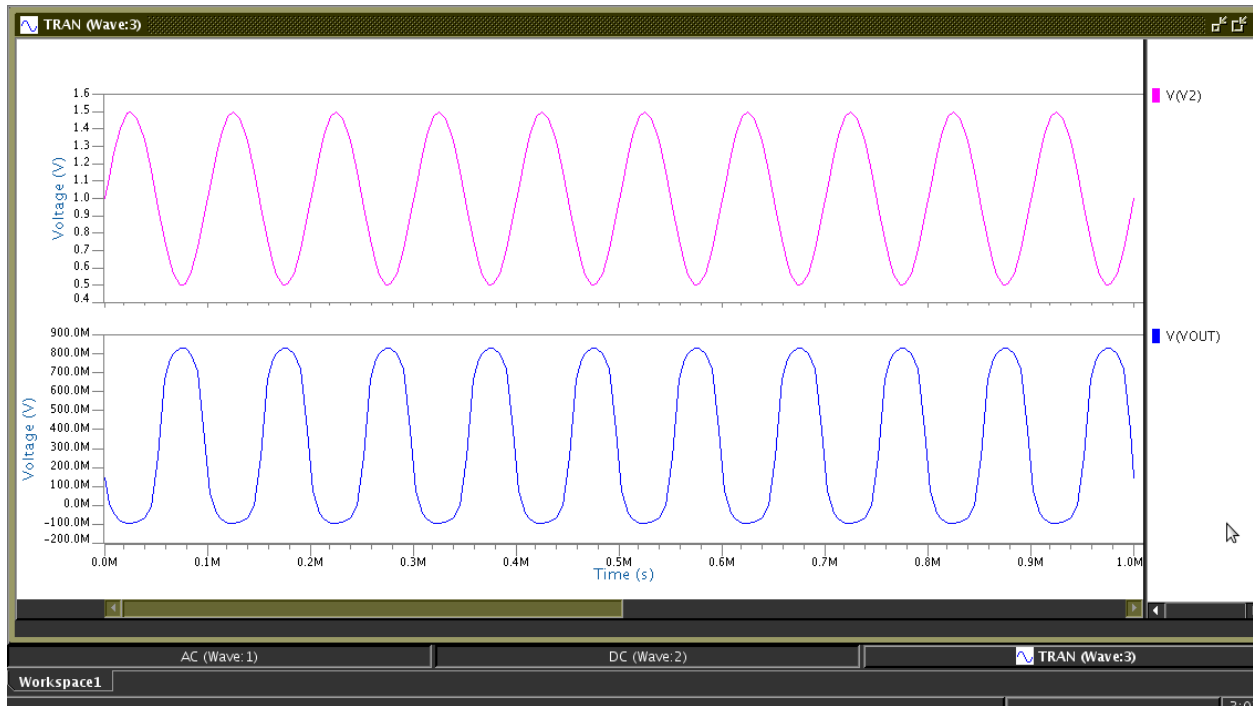 TRAN (Wave:3)
V(V2)
1.6
1.5
1.4
1.3
1.2
1.1
1.0
0.9
0.8
0.7
0.6
0.5
0.4
Voltage (V)
V(VOUT)
900.0M
800.0M
700.0M
600.0M
500.0M
400.0M
300.0M
200.0M
100.0M
0.0M
-100.0M
-200.0M
Voltage (V)
0.0M 0.1M 0.2M 0.3M 0.4M 0.5M 0.6M 0.7M 0.8M 0.9M 1.0M
Time (s)
AC (Wave:1) DC (Wave:2) TRAN (Wave:3)
Workspace1